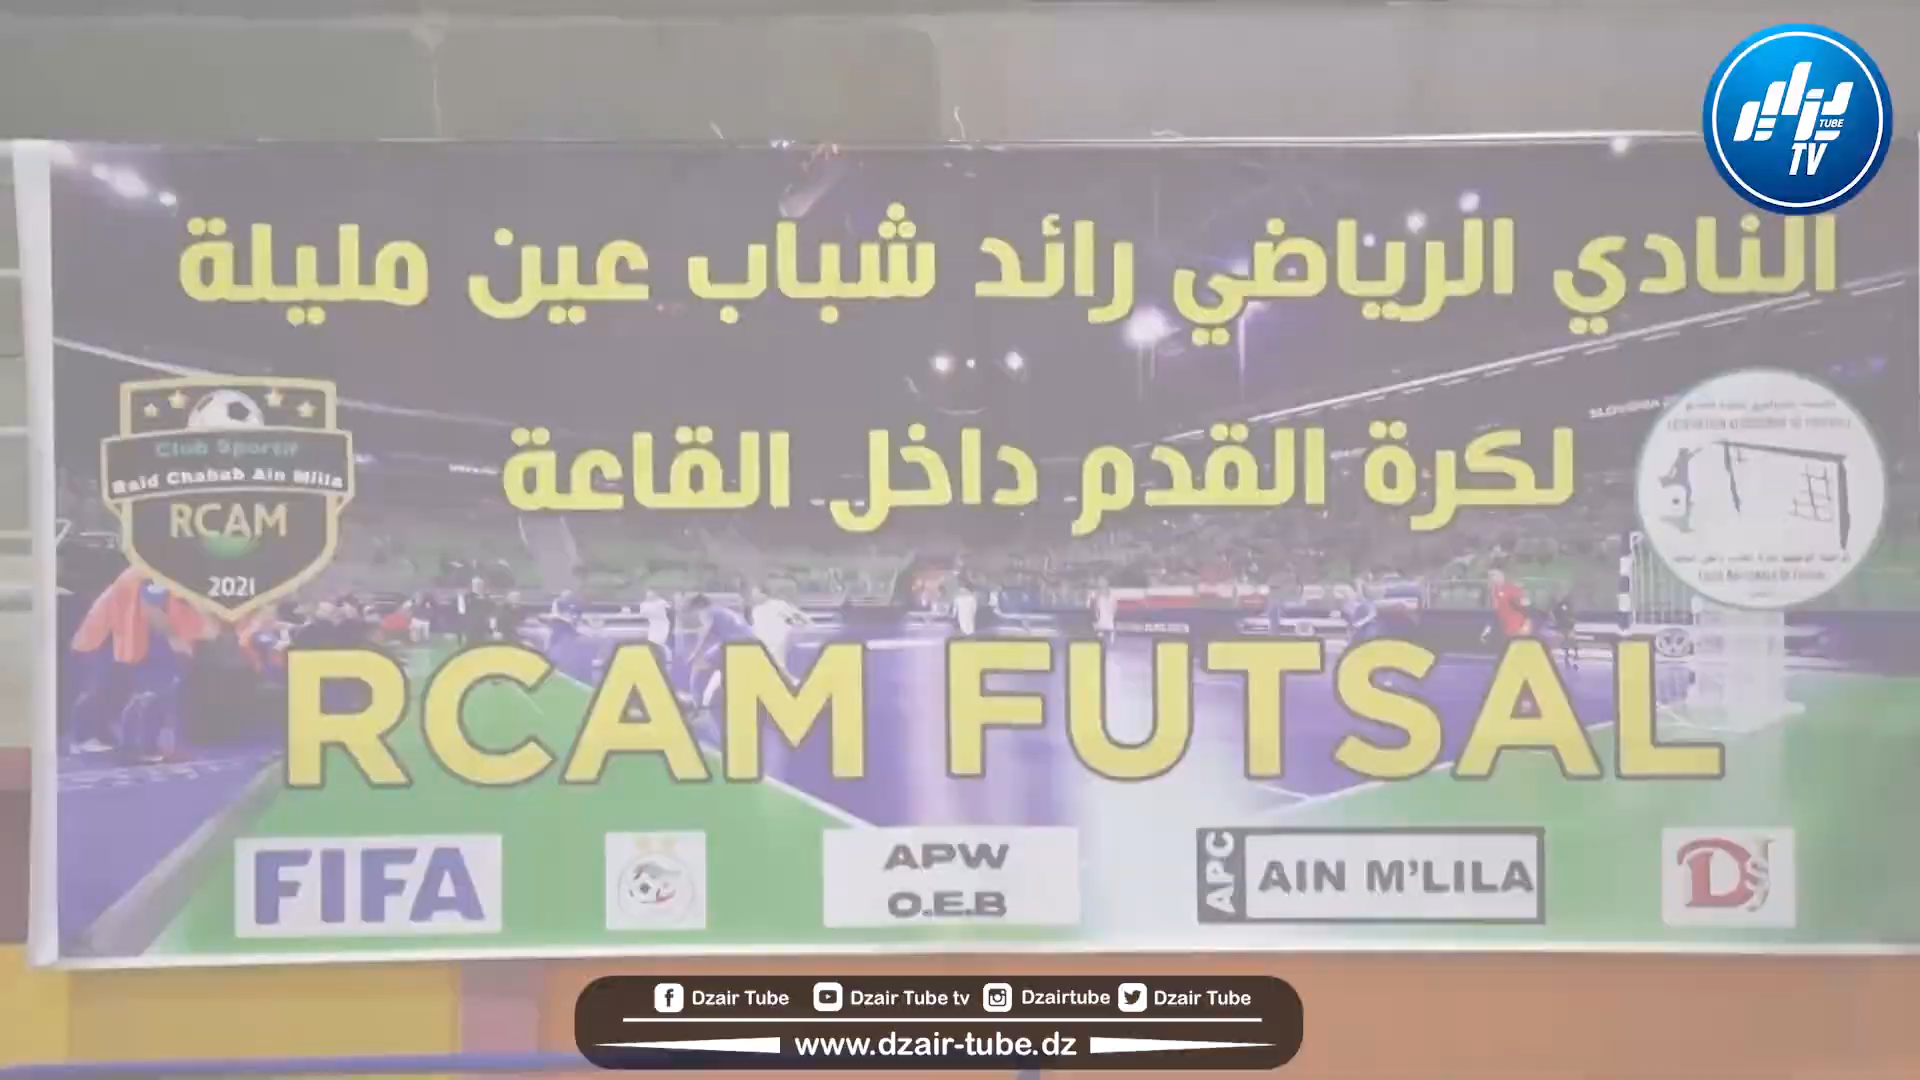 TUBE
TV
النادي الرياضي رائد شباب عين مليلة
لكرة القدم داخل القاعة
Club Sportif
Raid Chabab Ain Mlila
RCAM
2021
RCAM FUTSAL
FIFA
APW
O.E.B
APC
AIN M'LILA
DJS
Dzair Tube
Dzair Tube tv
Dzairtube
Dzair Tube
www.dzair-tube.dz